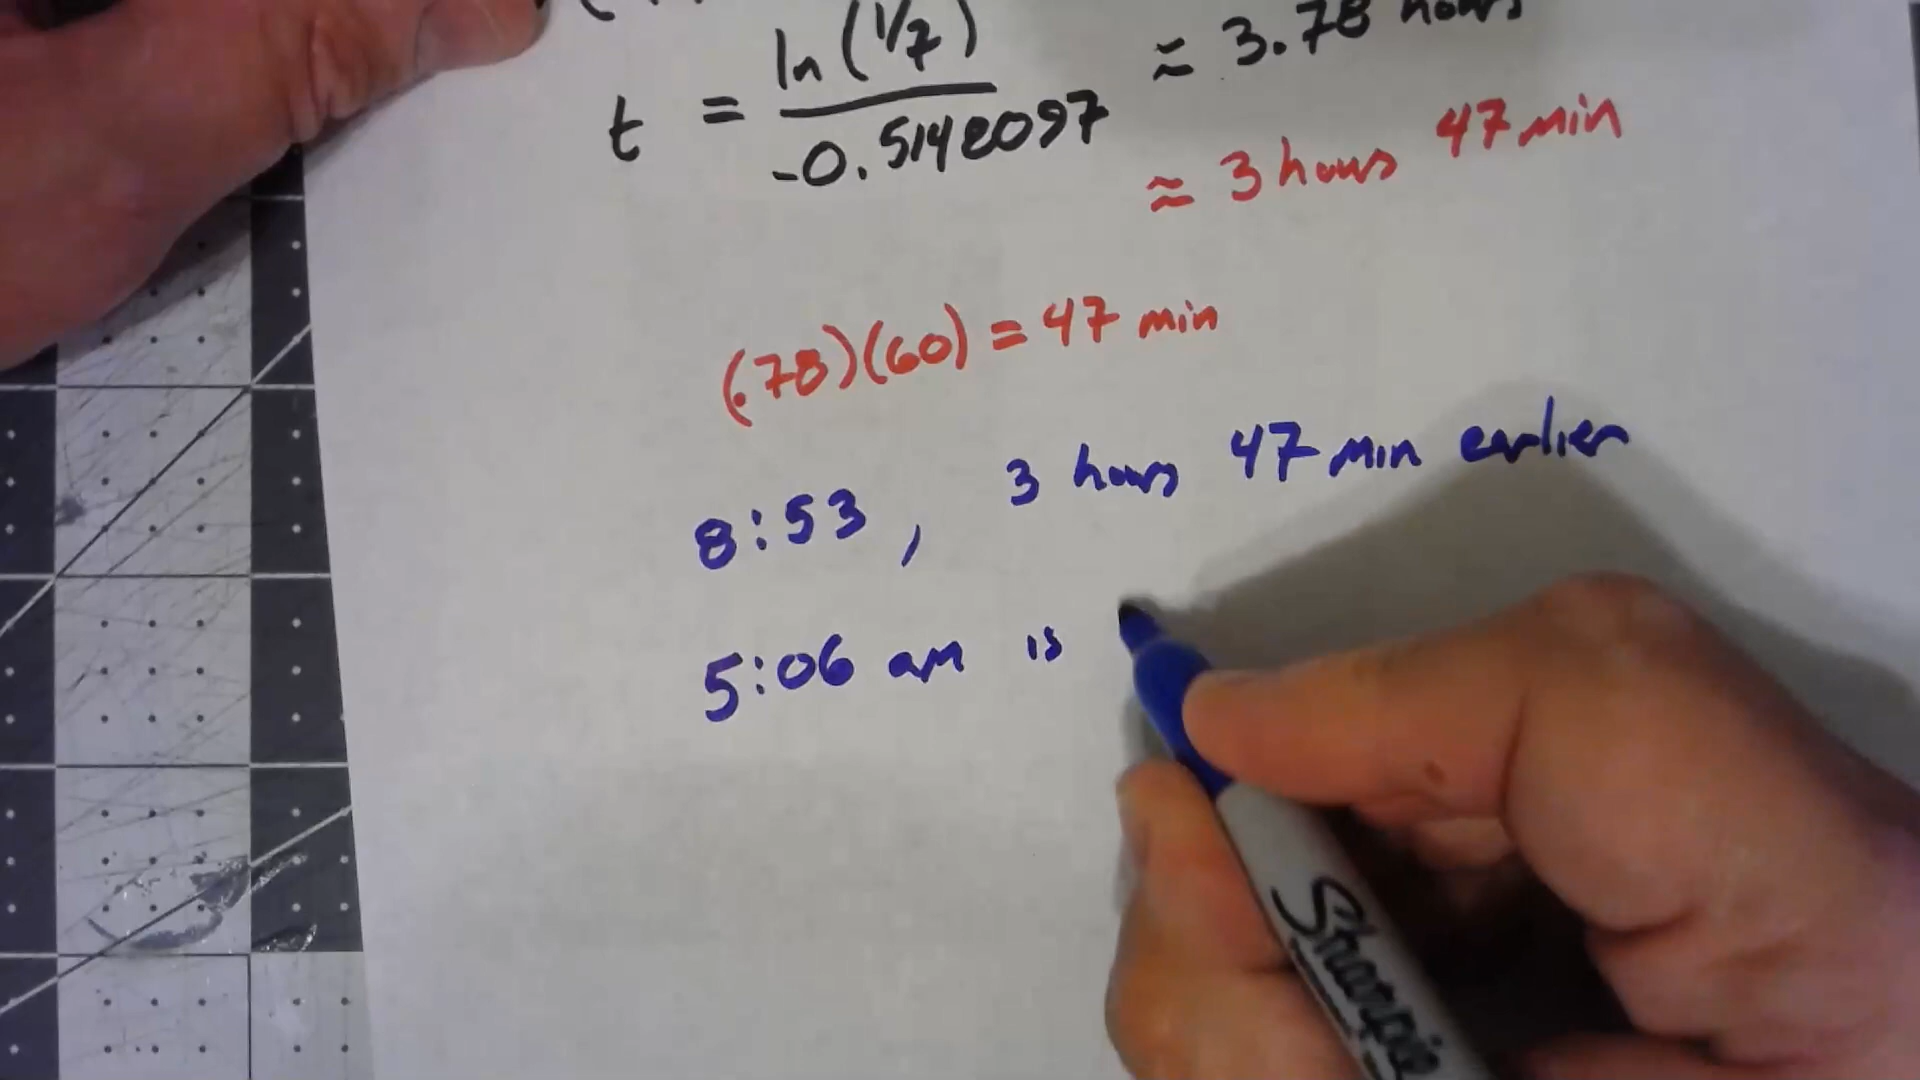 t = ln(1/7) / -0.5148097 ≈ 3.78 hours
≈ 3 hours 47 min
(.78)(60) = 47 min
8:53, 3 hours 47 min earlier
5:06 am is
Sharpie